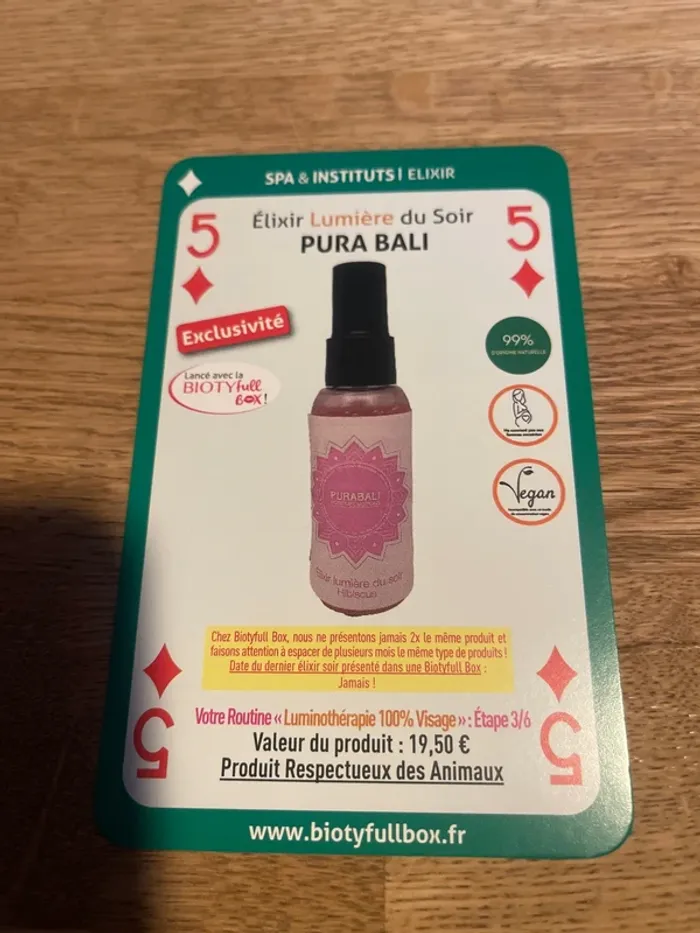 SPA & INSTITUTS | ELIXIR
5
5
Élixir Lumière du Soir
PURA BALI
Exclusivité
Lancé avec la
BIOTYfull
BOX!
99%
D'ORIGINE NATURELLE
Vegan
PURABALI
élixir lumière du soir
Hibiscus
Chez Biotyfull Box, nous ne présentons jamais 2x le même produit et
faisons attention à espacer de plusieurs mois le même type de produits !
Date du dernier élixir soir présenté dans une Biotyfull Box :
Jamais !
Votre Routine « Luminothérapie 100% Visage » : Étape 3/6
Valeur du produit : 19,50 €
Produit Respectueux des Animaux
5
5
www.biotyfullbox.fr